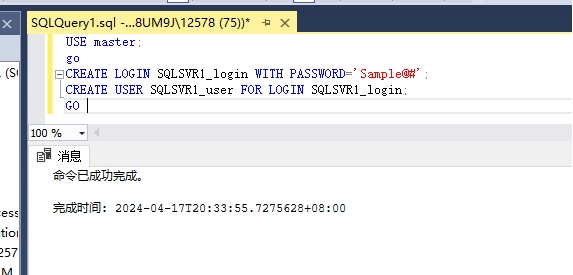 SQLQuery1.sql -...8UM9J\12578 (75))*
USE master;
go
CREATE LOGIN SQLSVR1_login WITH PASSWORD='Sample@#';
CREATE USER SQLSVR1_user FOR LOGIN SQLSVR1_login;
GO
100 %
消息
命令已成功完成。
完成时间: 2024-04-17T20:33:55.7275628+08:00
(S
cess
ation
257